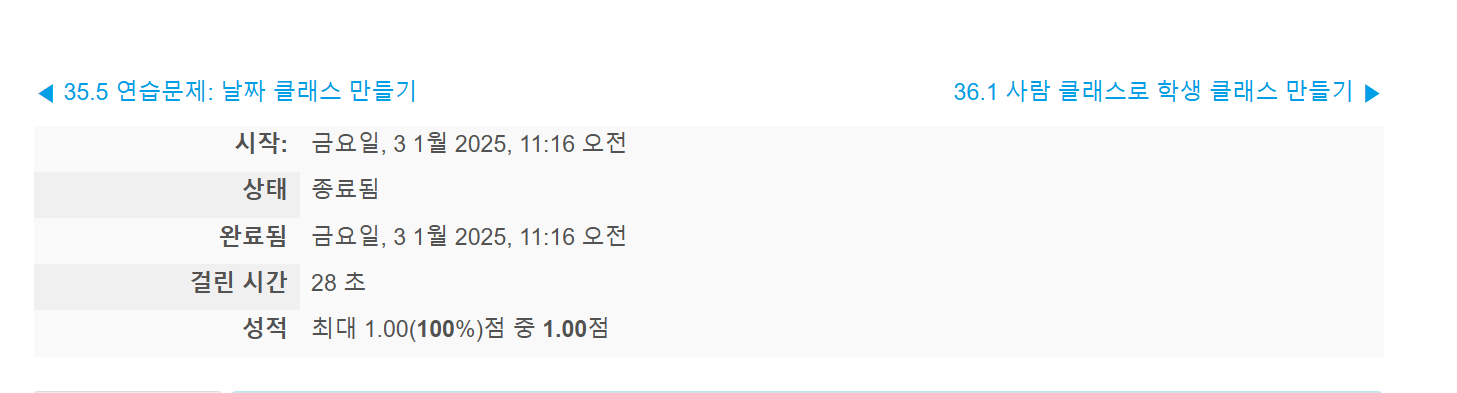 ◀ 35.5 연습문제: 날짜 클래스 만들기
36.1 사람 클래스로 학생 클래스 만들기 ▶
시작: 금요일, 3 1월 2025, 11:16 오전
상태 종료됨
완료됨 금요일, 3 1월 2025, 11:16 오전
걸린 시간 28 초
성적 최대 1.00(100%)점 중 1.00점